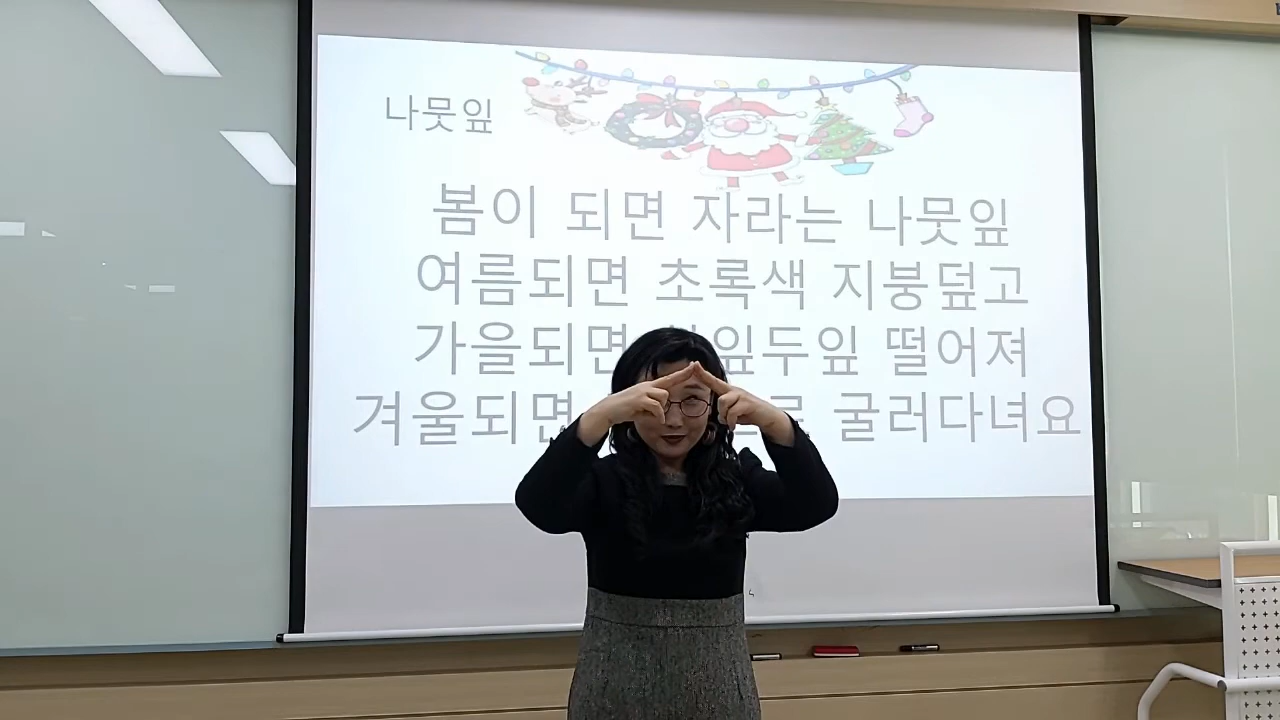 나뭇잎
봄이 되면 자라는 나뭇잎
여름되면 초록색 지붕덮고
가을되면 두잎 떨어져
겨울되면 굴러다녀요